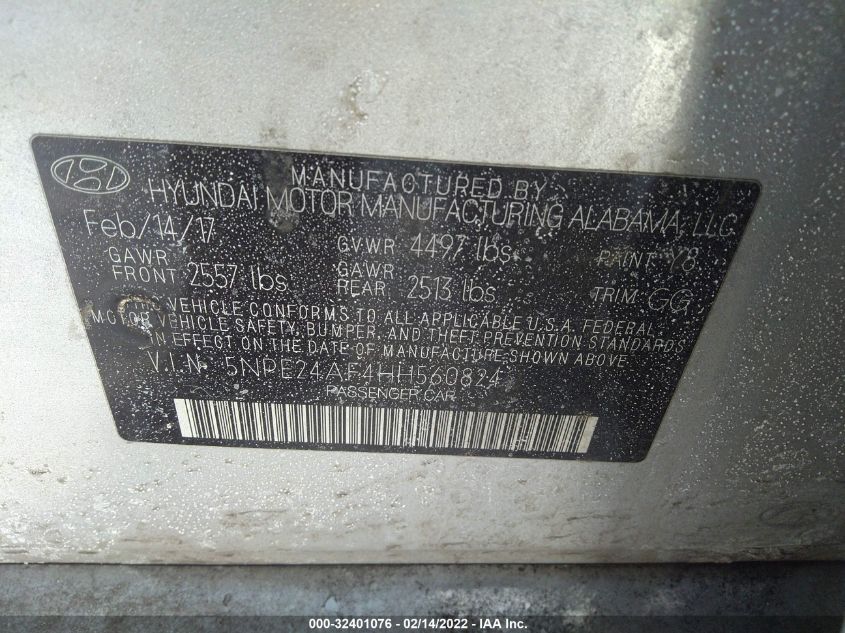 MANUFACTURED BY
HYUNDAI MOTOR MANUFACTURING ALABAMA, LLC
Feb/14/17 GVWR 4497 lbs PAINT Y8
GAWR FRONT 2557 lbs GAWR REAR 2513 lbs TRIM GG
THIS VEHICLE CONFORMS TO ALL APPLICABLE U.S.A. FEDERAL
MOTOR VEHICLE SAFETY, BUMPER, AND THEFT PREVENTION STANDARDS
IN EFFECT ON THE DATE OF MANUFACTURE SHOWN ABOVE
V.I.N: 5NPE24AF4HH560824
PASSENGER CAR
000-32401076 - 02/14/2022 - IAA Inc.